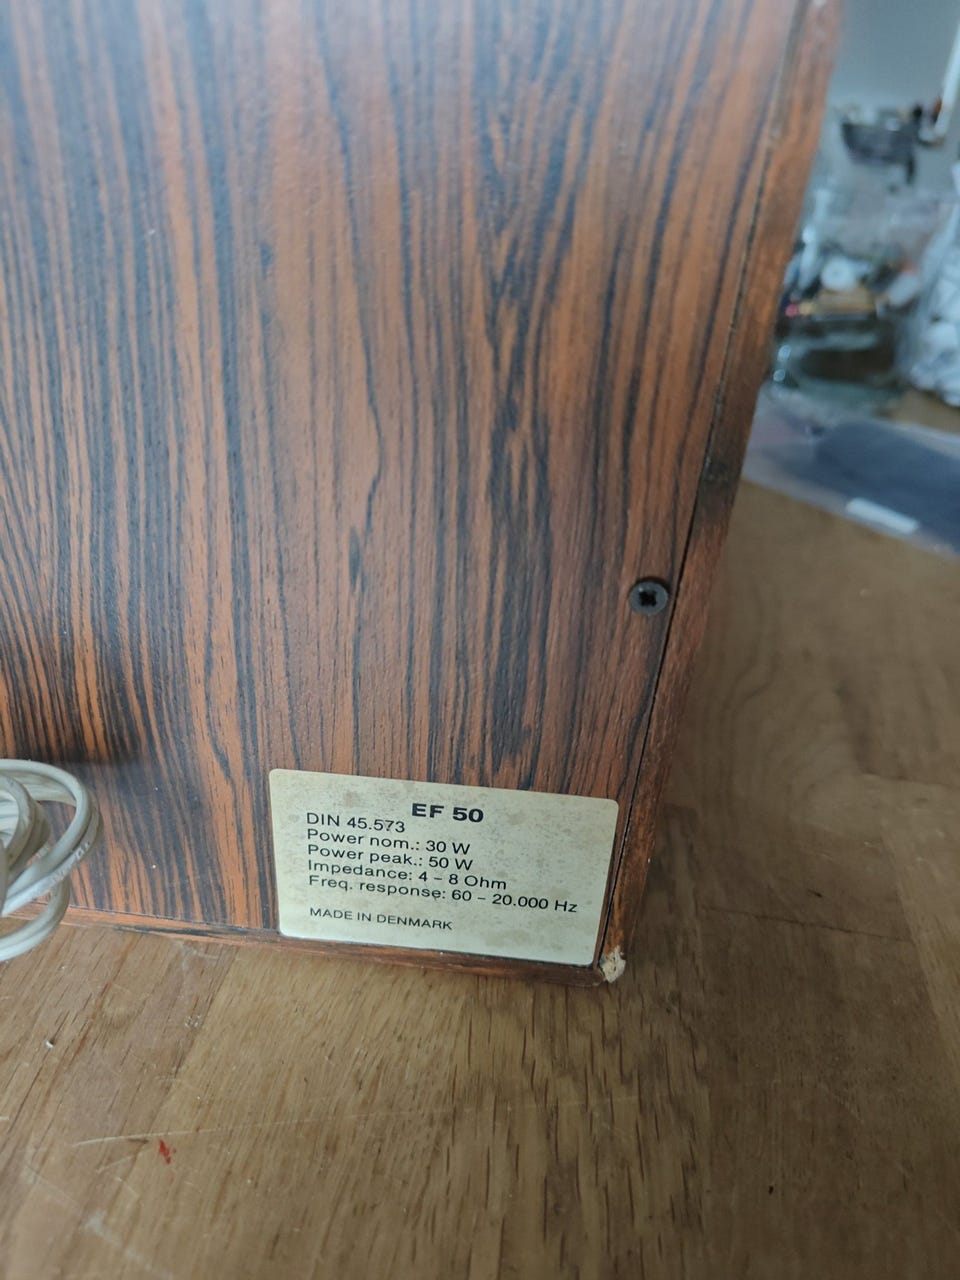 EF 50
DIN 45.573
Power nom.: 30 W
Power peak.: 50 W
Impedance: 4 – 8 Ohm
Freq. response: 60 – 20.000 Hz
MADE IN DENMARK